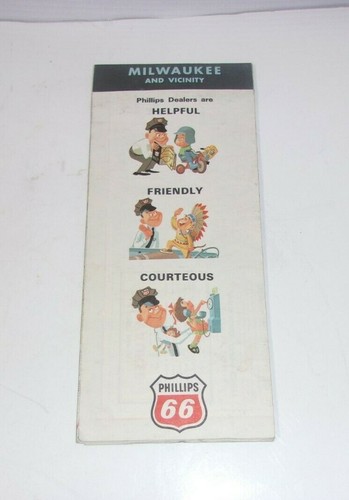 MILWAUKEE
AND VICINITY
Phillips Dealers are
HELPFUL
FRIENDLY
COURTEOUS
PHILLIPS
66